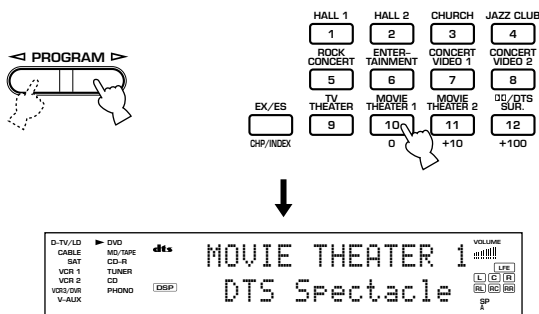 ◁ PROGRAM ▷
HALL 1 HALL 2 CHURCH JAZZ CLUB
1 2 3 4
ROCK CONCERT ENTER-TAINMENT CONCERT VIDEO 1 CONCERT VIDEO 2
5 6 7 8
EX/ES TV THEATER MOVIE THEATER 1 MOVIE THEATER 2 DD/DTS SUR.
9 10 11 12
CHP/INDEX 0 +10 +100
D-TV/LD ▶ DVD dts MOVIE THEATER 1 VOLUME
CABLE MD/TAPE
SAT CD-R LFE
VCR 1 TUNER L C R
VCR 2 CD DSP DTS Spectacle RL RC RR
VCR3/DVR PHONO SP
V-AUX A